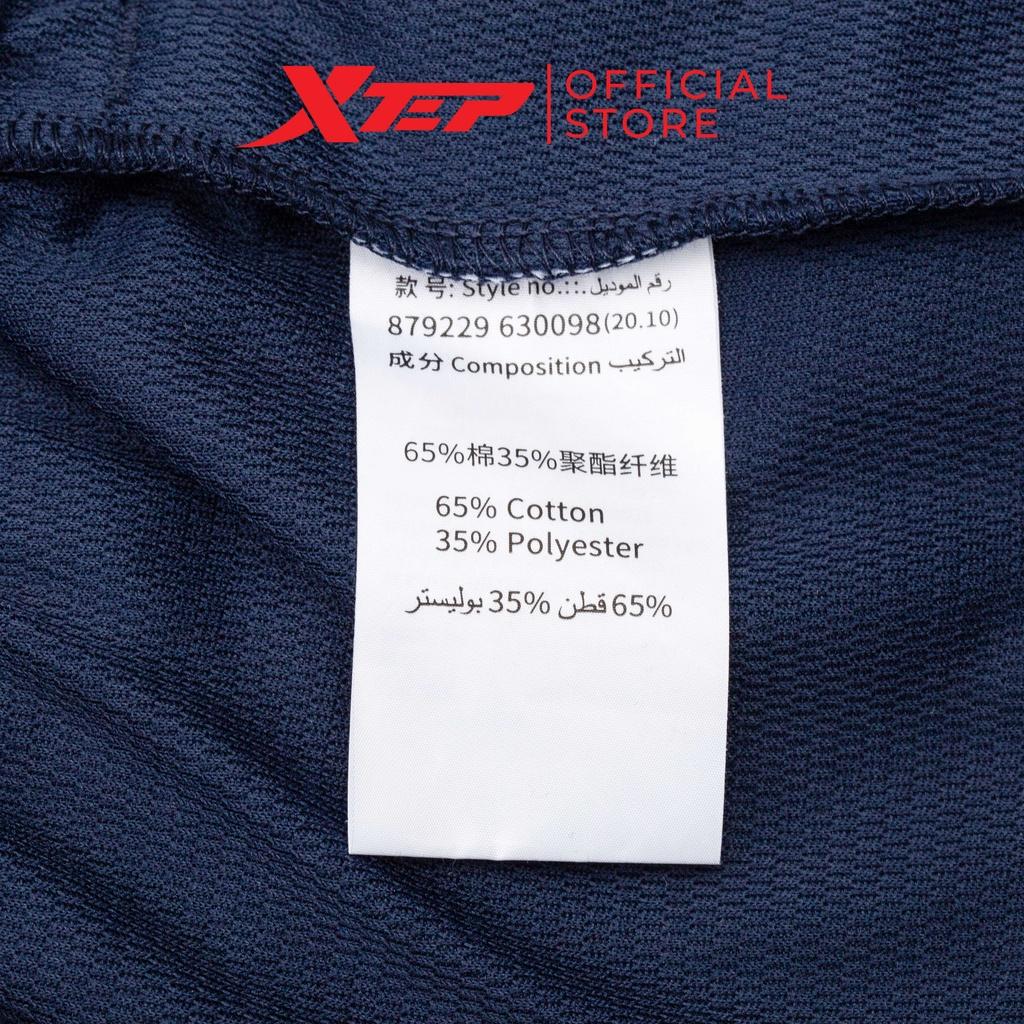 XTEP
OFFICIAL
STORE
款号: Style no.::.رقم الموديل
879229 630098(20.10)
成分 Composition التركيب
65%棉35%聚酯纤维
65% Cotton
35% Polyester
65% قطن 35% بوليستر